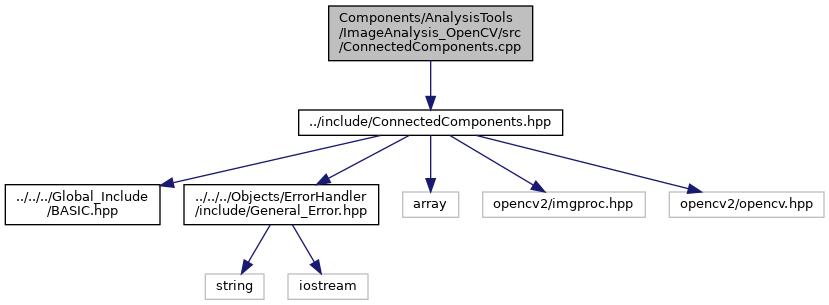 Components/AnalysisTools
/ImageAnalysis_OpenCV/src
/ConnectedComponents.cpp
../include/ConnectedComponents.hpp
../../../Global_Include
/BASIC.hpp
../../../Objects/ErrorHandler
/include/General_Error.hpp
array
opencv2/imgproc.hpp
opencv2/opencv.hpp
string
iostream